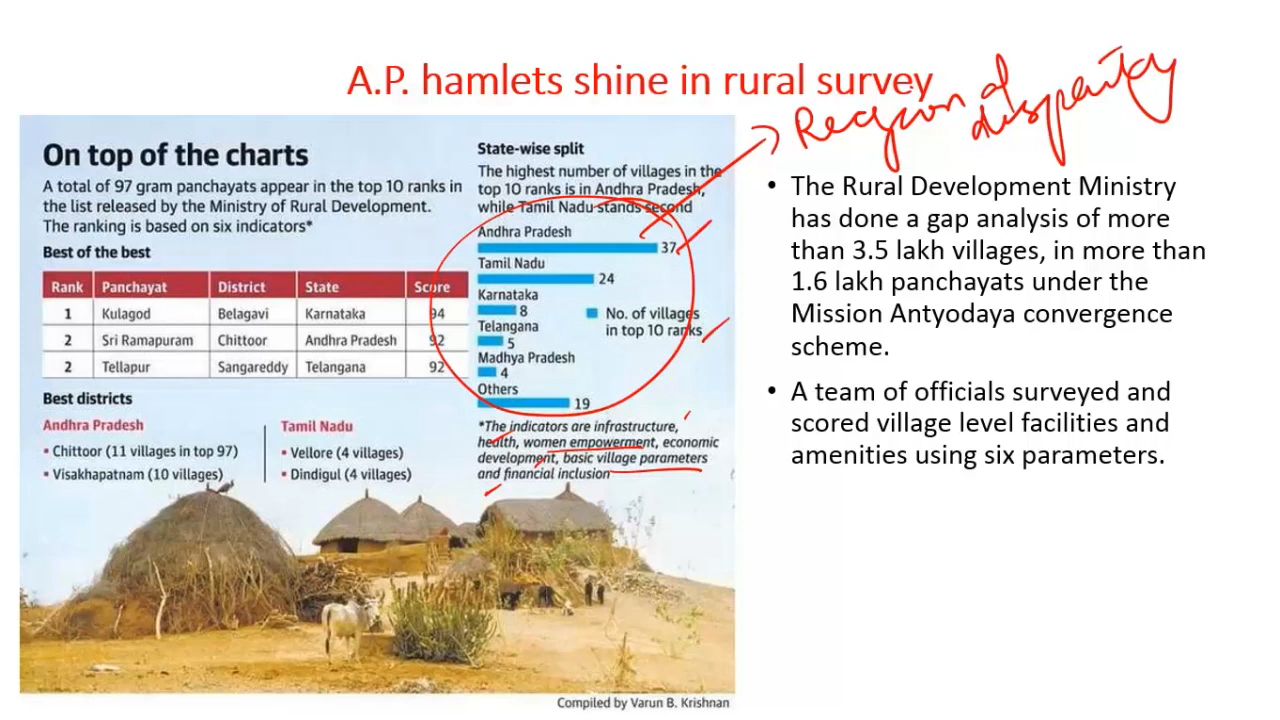 A.P. hamlets shine in rural survey
Regional
disparity
On top of the charts
A total of 97 gram panchayats appear in the top 10 ranks in
the list released by the Ministry of Rural Development.
The ranking is based on six indicators*
Best of the best
Rank Panchayat District State Score
1 Kulagod Belagavi Karnataka 94
2 Sri Ramapuram Chittoor Andhra Pradesh 92
2 Tellapur Sangareddy Telangana 92
Best districts
Andhra Pradesh
▪ Chittoor (11 villages in top 97)
▪ Visakhapatnam (10 villages)
Tamil Nadu
▪ Vellore (4 villages)
▪ Dindigul (4 villages)
State-wise split
The highest number of villages in the
top 10 ranks is in Andhra Pradesh,
while Tamil Nadu stands second
Andhra Pradesh
37
Tamil Nadu
24
Karnataka
8
Telangana
5
Madhya Pradesh
4
Others
19
No. of villages
in top 10 ranks
*The indicators are infrastructure,
health, women empowerment, economic
development, basic village parameters
and financial inclusion
Compiled by Varun B. Krishnan
• The Rural Development Ministry
has done a gap analysis of more
than 3.5 lakh villages, in more than
1.6 lakh panchayats under the
Mission Antyodaya convergence
scheme.
• A team of officials surveyed and
scored village level facilities and
amenities using six parameters.